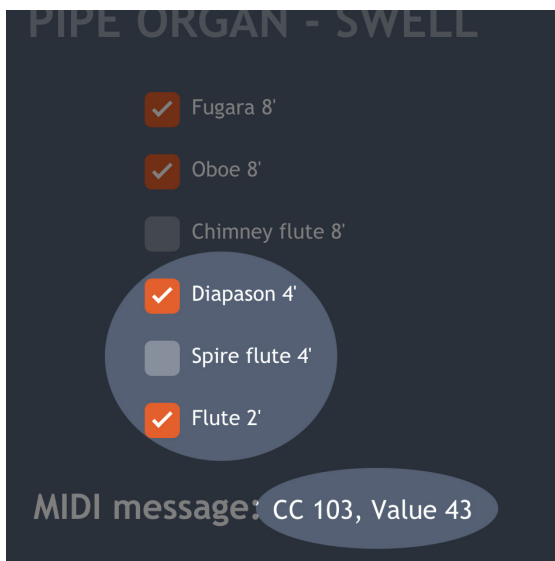 PIPE ORGAN - SWELL
Fugara 8'
Oboe 8'
Chimney flute 8'
Diapason 4'
Spire flute 4'
Flute 2'
MIDI message: CC 103, Value 43